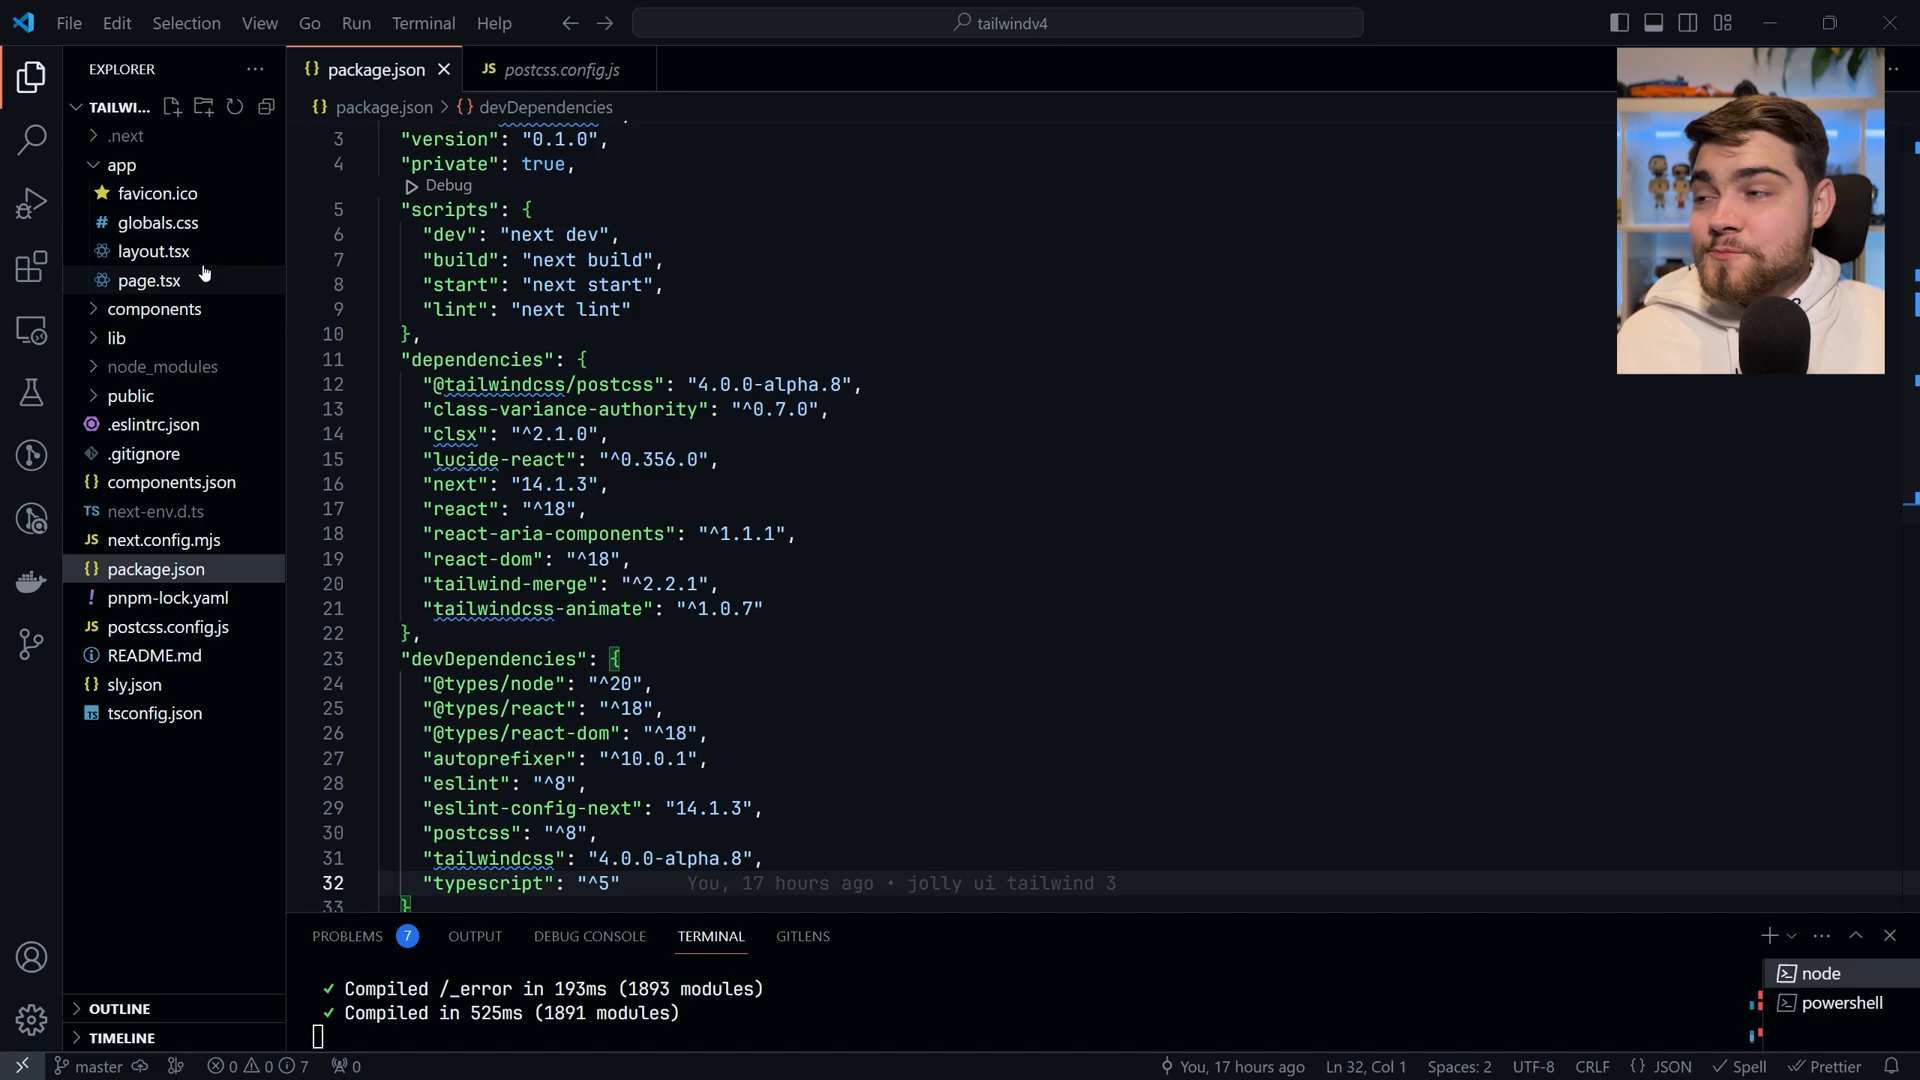 File Edit Selection View Go Run Terminal Help
tailwindv4
EXPLORER
package.json
JS postcss.config.js
TAILWI...
{} package.json > {} devDependencies
.next
app
favicon.ico
# globals.css
layout.tsx
page.tsx
components
lib
node_modules
public
.eslintrc.json
.gitignore
{} components.json
TS next-env.d.ts
JS next.config.mjs
{} package.json
! pnpm-lock.yaml
JS postcss.config.js
README.md
{} sly.json
TS tsconfig.json
OUTLINE
TIMELINE
3 "version": "0.1.0",
4 "private": true,
Debug
5 "scripts": {
6 "dev": "next dev",
7 "build": "next build",
8 "start": "next start",
9 "lint": "next lint"
10 },
11 "dependencies": {
12 "@tailwindcss/postcss": "4.0.0-alpha.8",
13 "class-variance-authority": "^0.7.0",
14 "clsx": "^2.1.0",
15 "lucide-react": "^0.356.0",
16 "next": "14.1.3",
17 "react": "^18",
18 "react-aria-components": "^1.1.1",
19 "react-dom": "^18",
20 "tailwind-merge": "^2.2.1",
21 "tailwindcss-animate": "^1.0.7"
22 },
23 "devDependencies": {
24 "@types/node": "^20",
25 "@types/react": "^18",
26 "@types/react-dom": "^18",
27 "autoprefixer": "^10.0.1",
28 "eslint": "^8",
29 "eslint-config-next": "14.1.3",
30 "postcss": "^8",
31 "tailwindcss": "4.0.0-alpha.8",
32 "typescript": "^5" You, 17 hours ago • jolly ui tailwind 3
33 }
PROBLEMS 7 OUTPUT DEBUG CONSOLE TERMINAL GITLENS
✓ Compiled /_error in 193ms (1893 modules)
✓ Compiled in 525ms (1891 modules)
node
powershell
master 0 0 7 0 You, 17 hours ago Ln 32, Col 1 Spaces: 2 UTF-8 CRLF {} JSON Spell Prettier